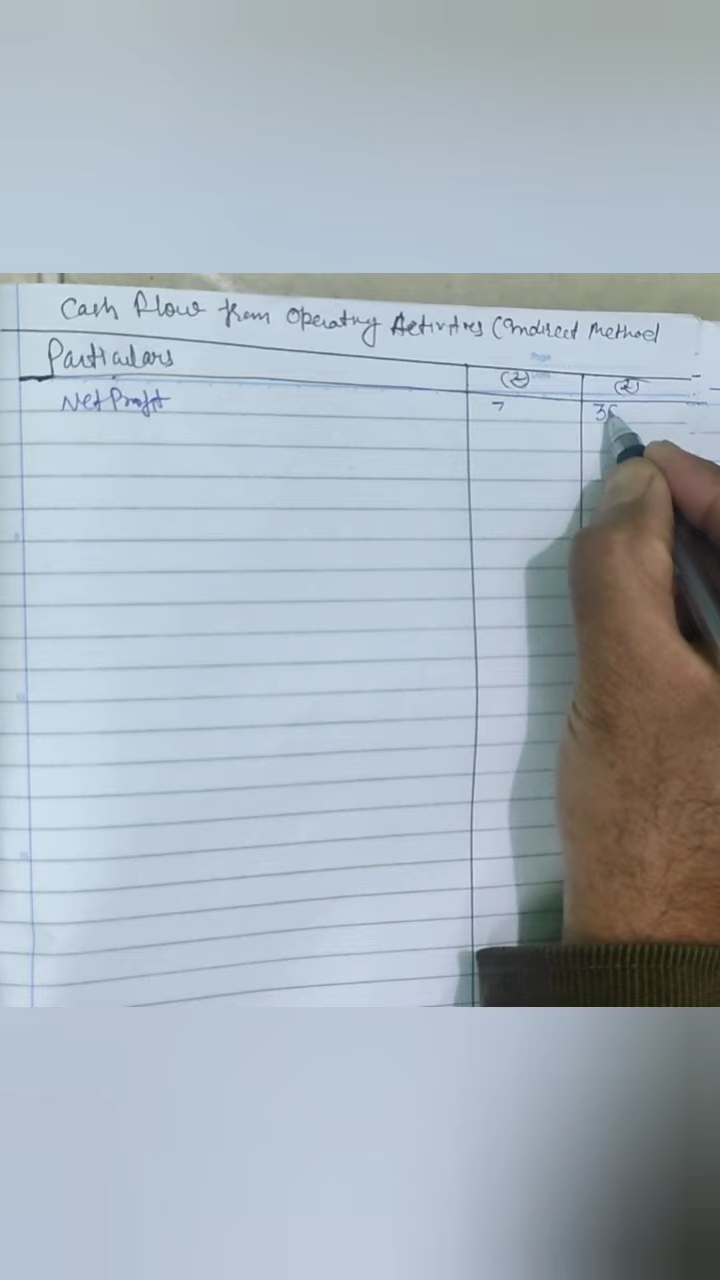 Cash flow from Operating Activities (Indirect Method
Particulars
(₹) (₹)
Net Profit